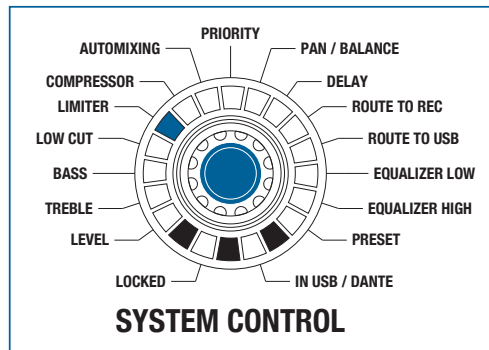 PRIORITY
AUTOMIXING
PAN / BALANCE
COMPRESSOR
DELAY
LIMITER
ROUTE TO REC
LOW CUT
ROUTE TO USB
BASS
EQUALIZER LOW
TREBLE
EQUALIZER HIGH
LEVEL
PRESET
LOCKED
IN USB / DANTE
SYSTEM CONTROL